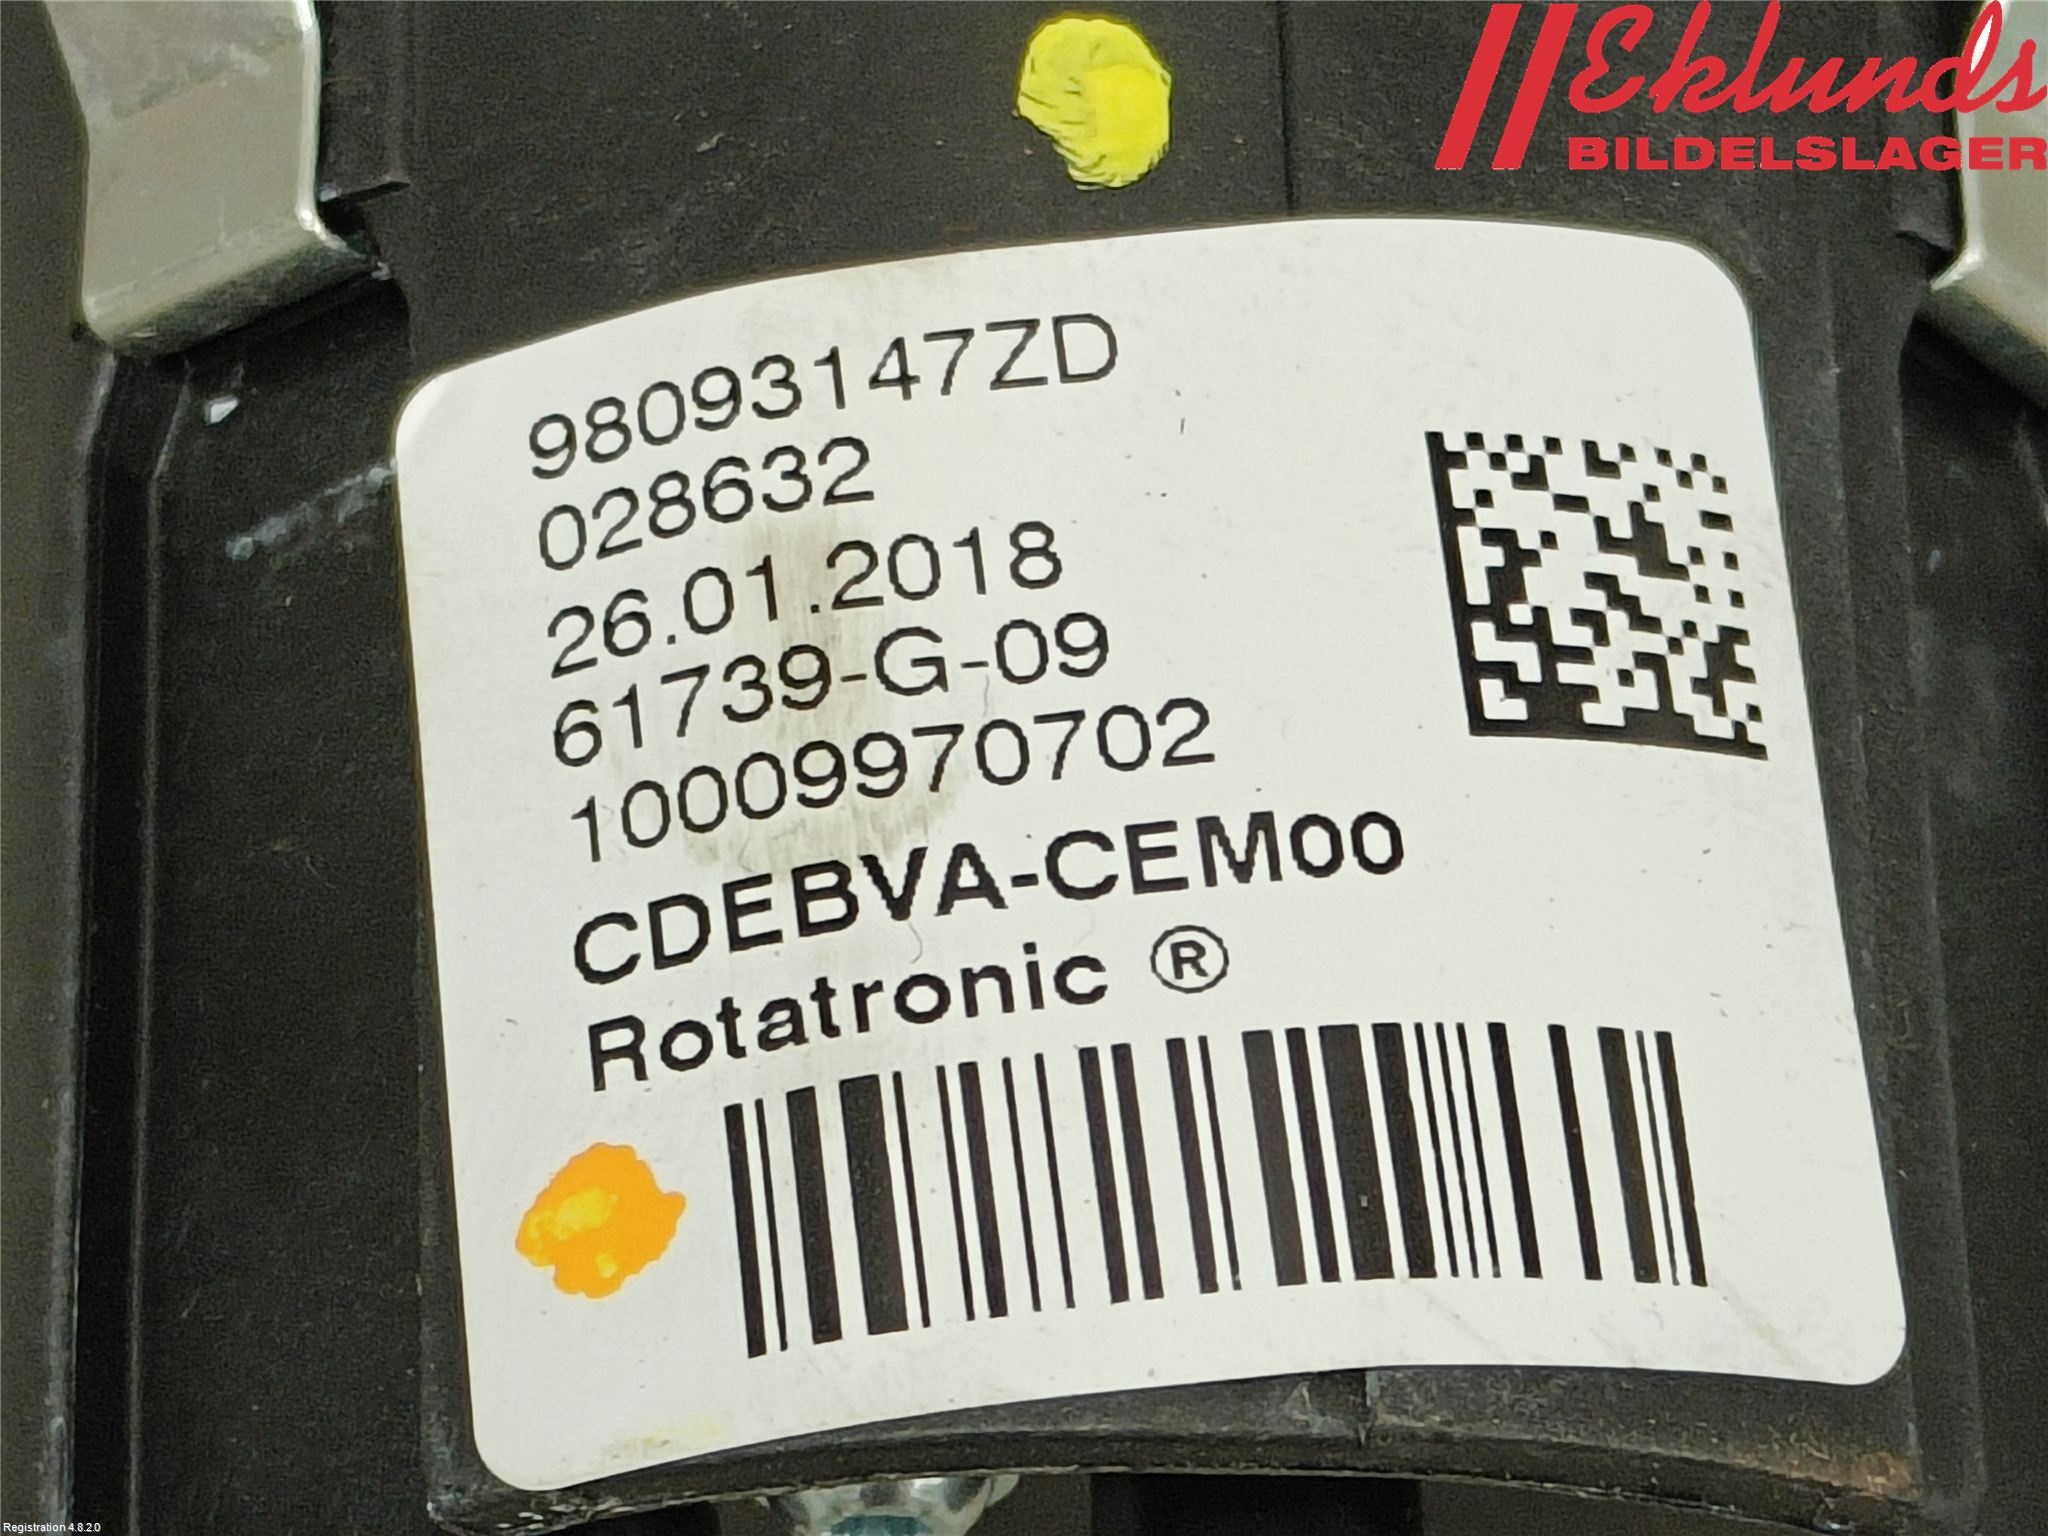 Eklunds
BILDELSLAGER
98093147ZD
028632
26.01.2018
61739-G-09
10009970702
CDEBVA-CEM00
Rotatronic ®
Registration 4.8.2.0